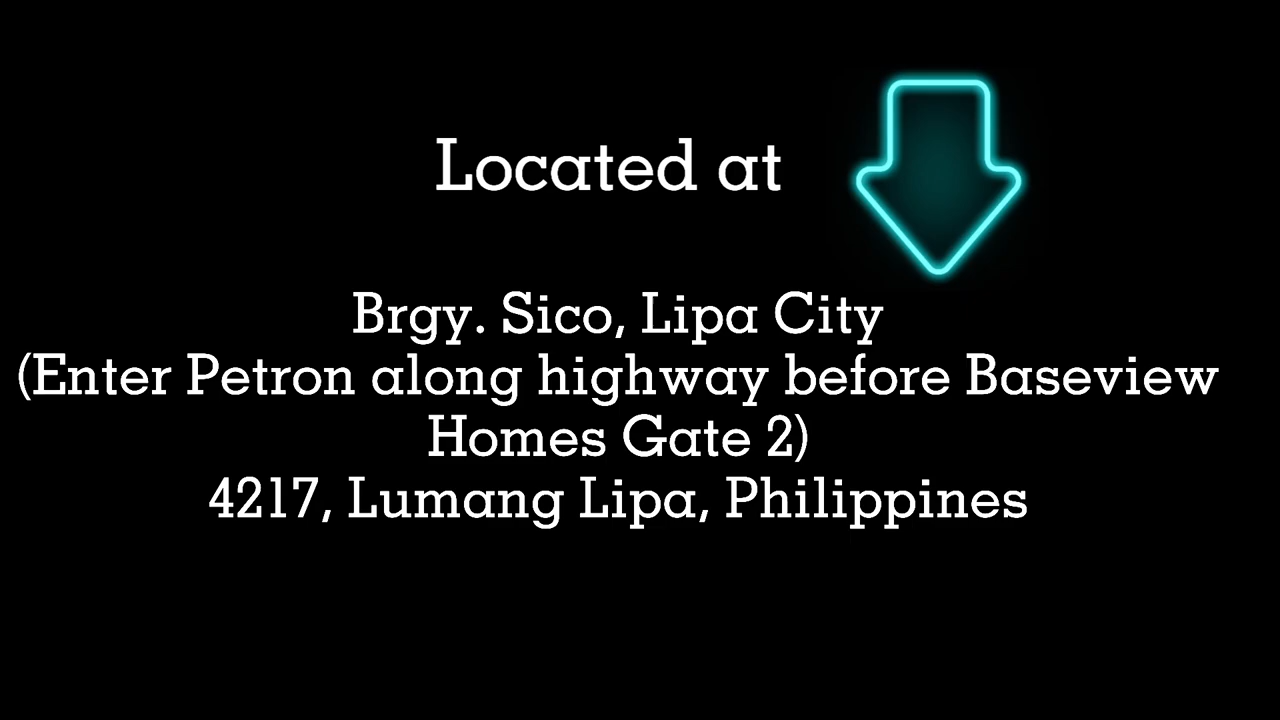 Located at
Brgy. Sico, Lipa City
(Enter Petron along highway before Baseview
Homes Gate 2)
4217, Lumang Lipa, Philippines